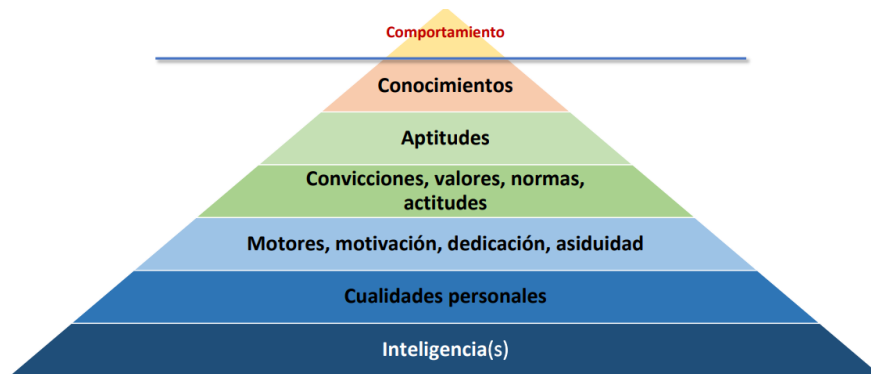 Comportamiento
Conocimientos
Aptitudes
Convicciones, valores, normas,
actitudes
Motores, motivación, dedicación, asiduidad
Cualidades personales
Inteligencia(s)